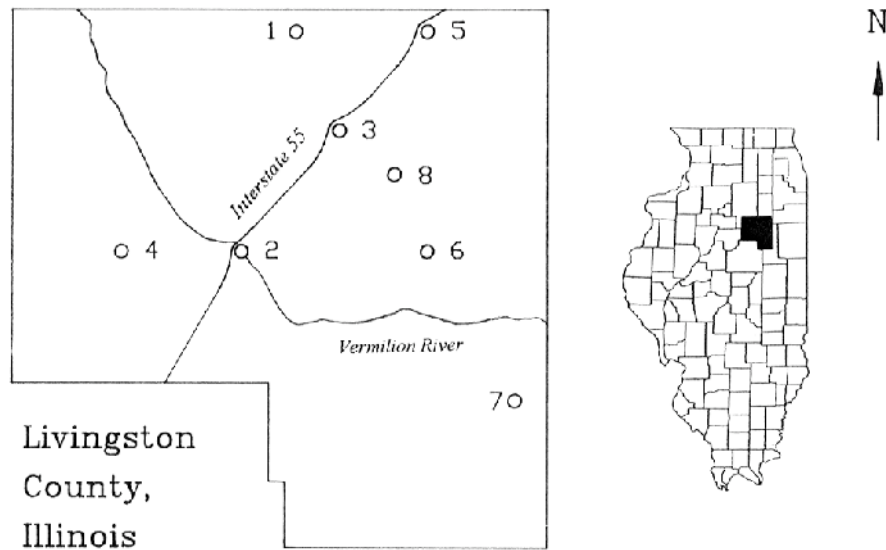 N
1
5
3
Interstate 55
8
4
2
6
Vermilion River
7
Livingston
County,
Illinois